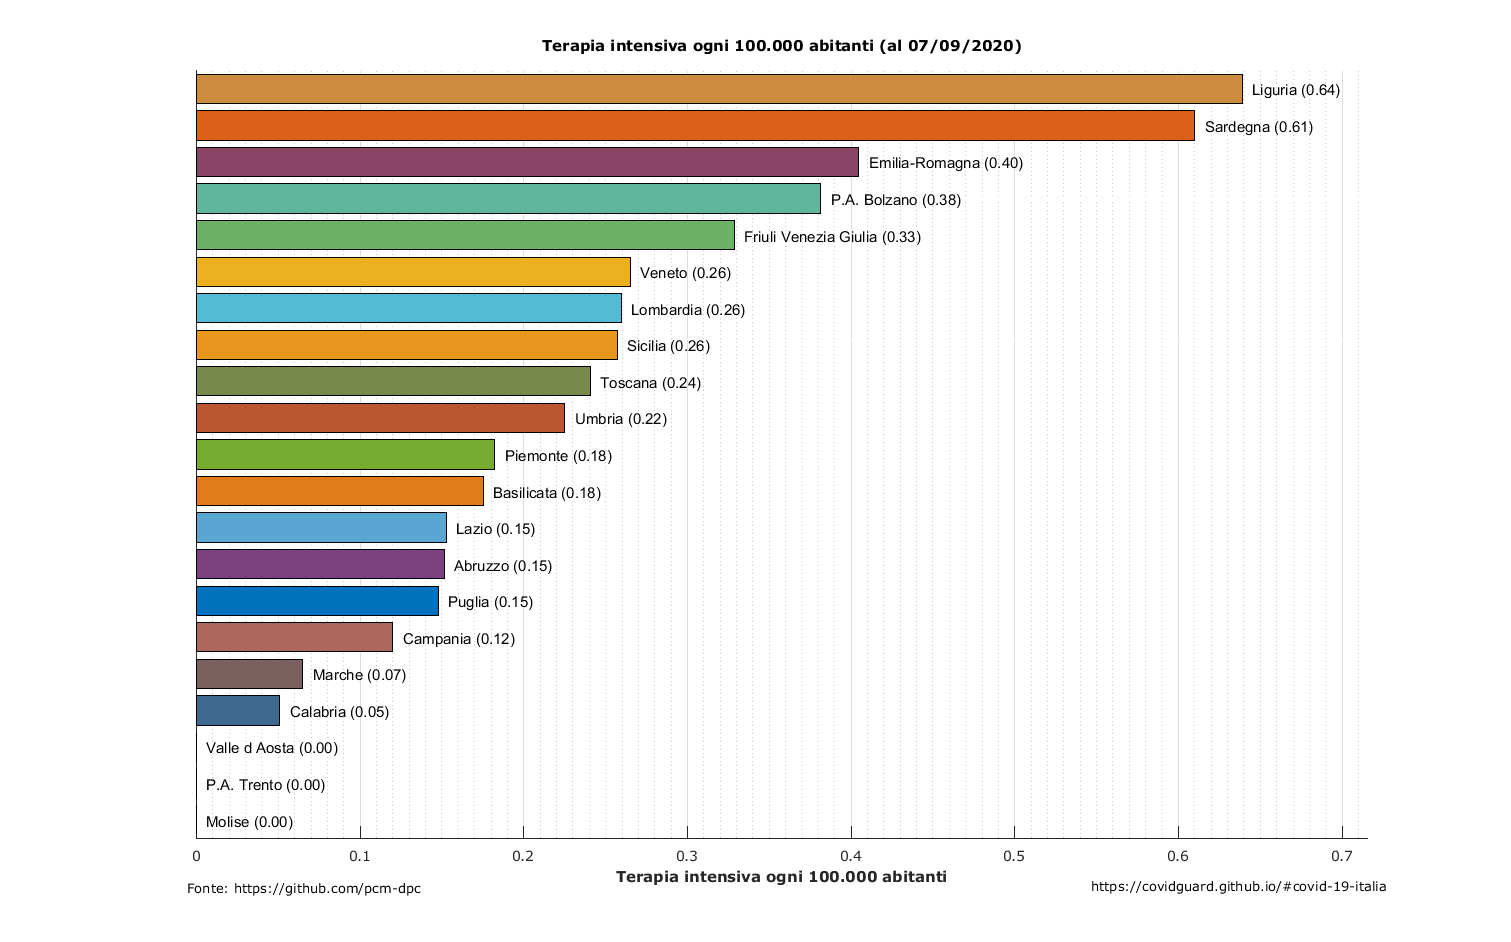 Terapia intensiva ogni 100.000 abitanti (al 07/09/2020)
Liguria (0.64)
Sardegna (0.61)
Emilia-Romagna (0.40)
P.A. Bolzano (0.38)
Friuli Venezia Giulia (0.33)
Veneto (0.26)
Lombardia (0.26)
Sicilia (0.26)
Toscana (0.24)
Umbria (0.22)
Piemonte (0.18)
Basilicata (0.18)
Lazio (0.15)
Abruzzo (0.15)
Puglia (0.15)
Campania (0.12)
Marche (0.07)
Calabria (0.05)
Valle d Aosta (0.00)
P.A. Trento (0.00)
Molise (0.00)
0 0.1 0.2 0.3 0.4 0.5 0.6 0.7
Terapia intensiva ogni 100.000 abitanti
Fonte: https://github.com/pcm-dpc
https://covidguard.github.io/#covid-19-italia